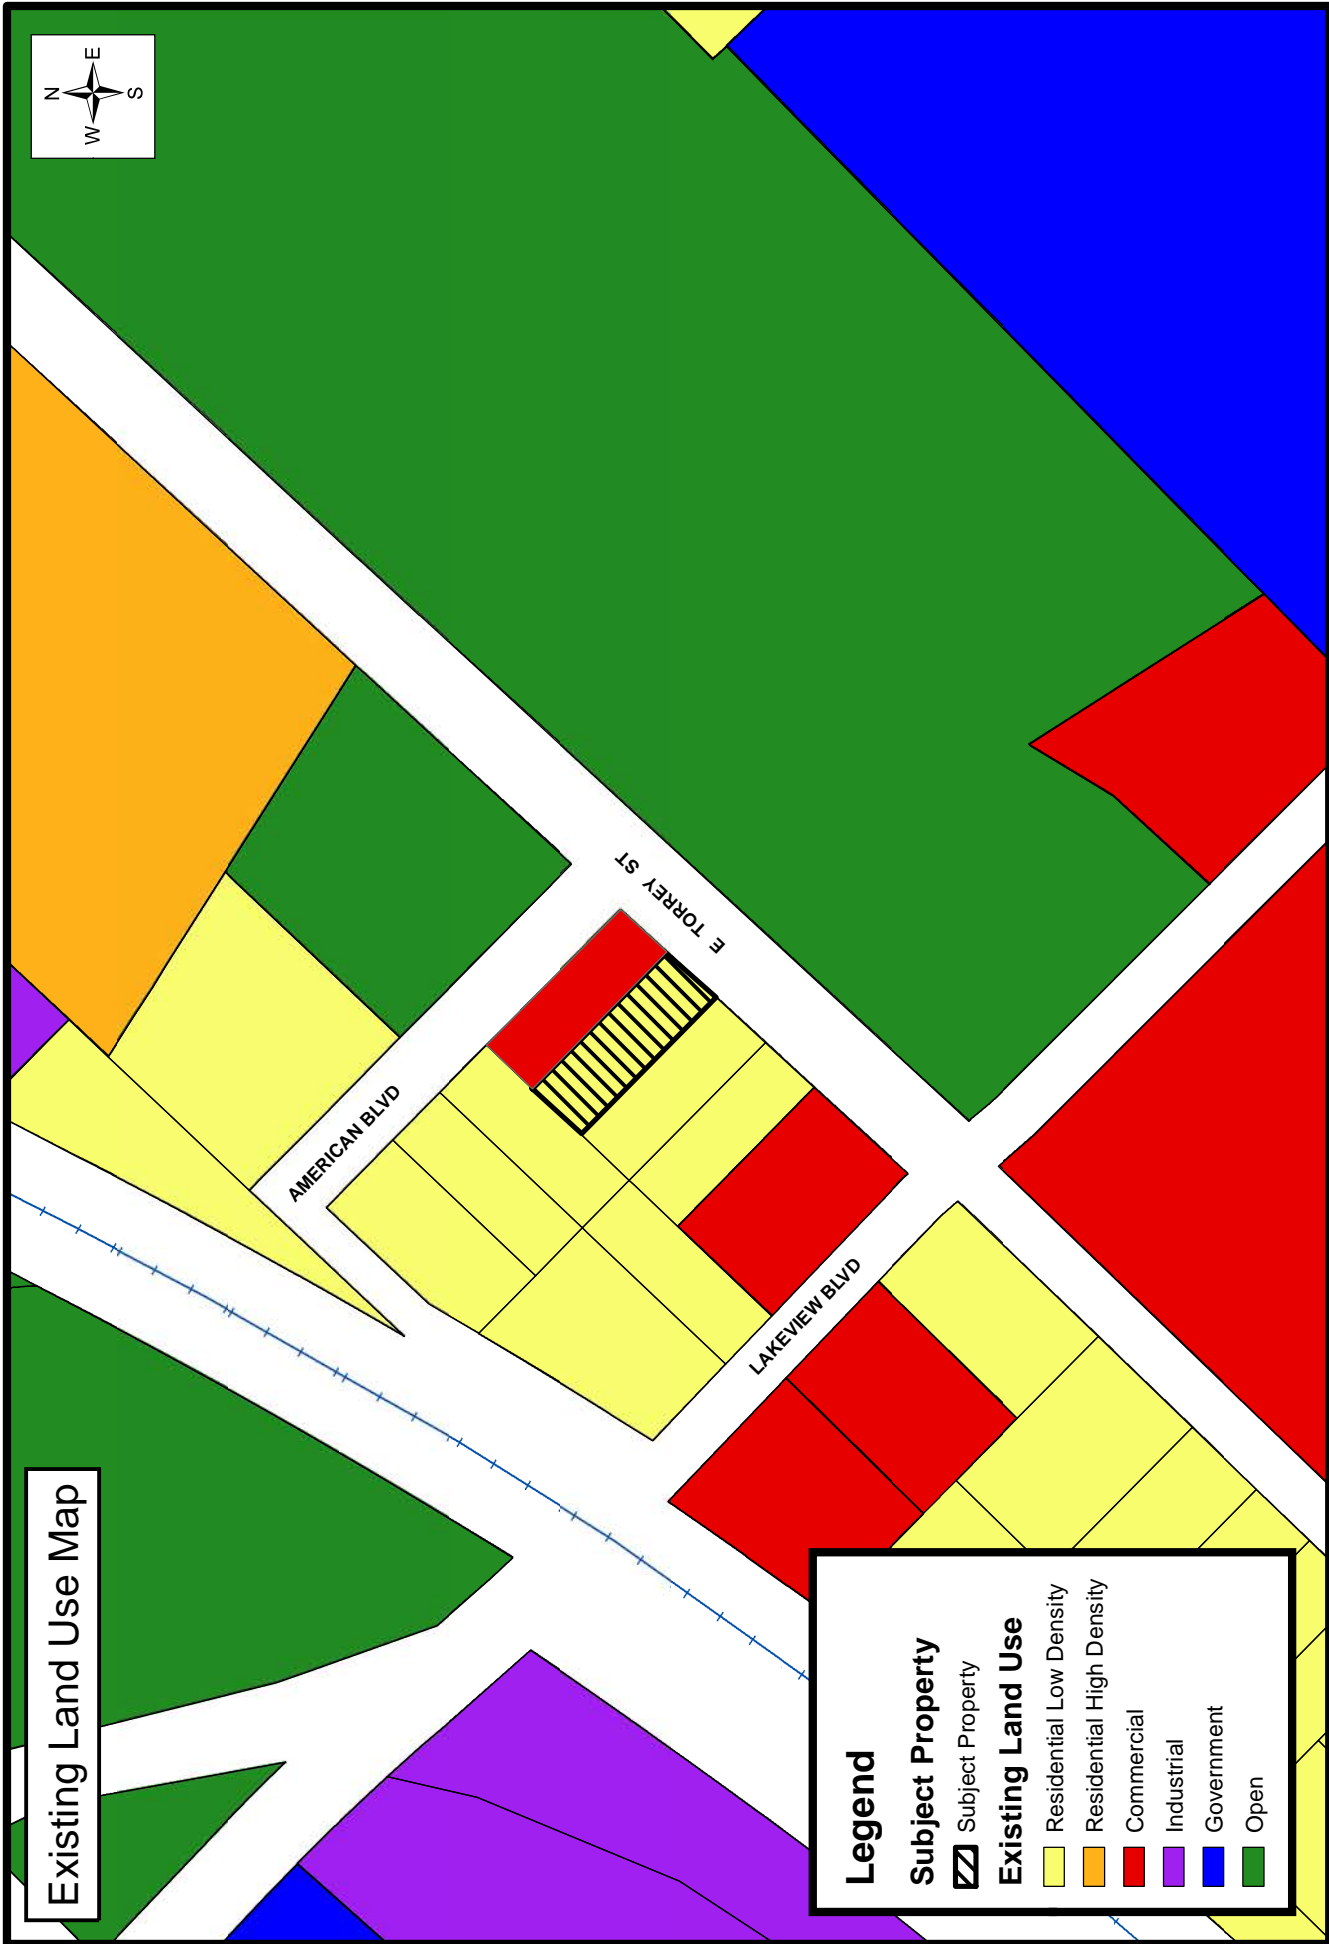 Existing Land Use Map
N
W E
S
AMERICAN BLVD
E TORREY ST
LAKEVIEW BLVD
Legend
Subject Property
Subject Property
Existing Land Use
Residential Low Density
Residential High Density
Commercial
Industrial
Government
Open